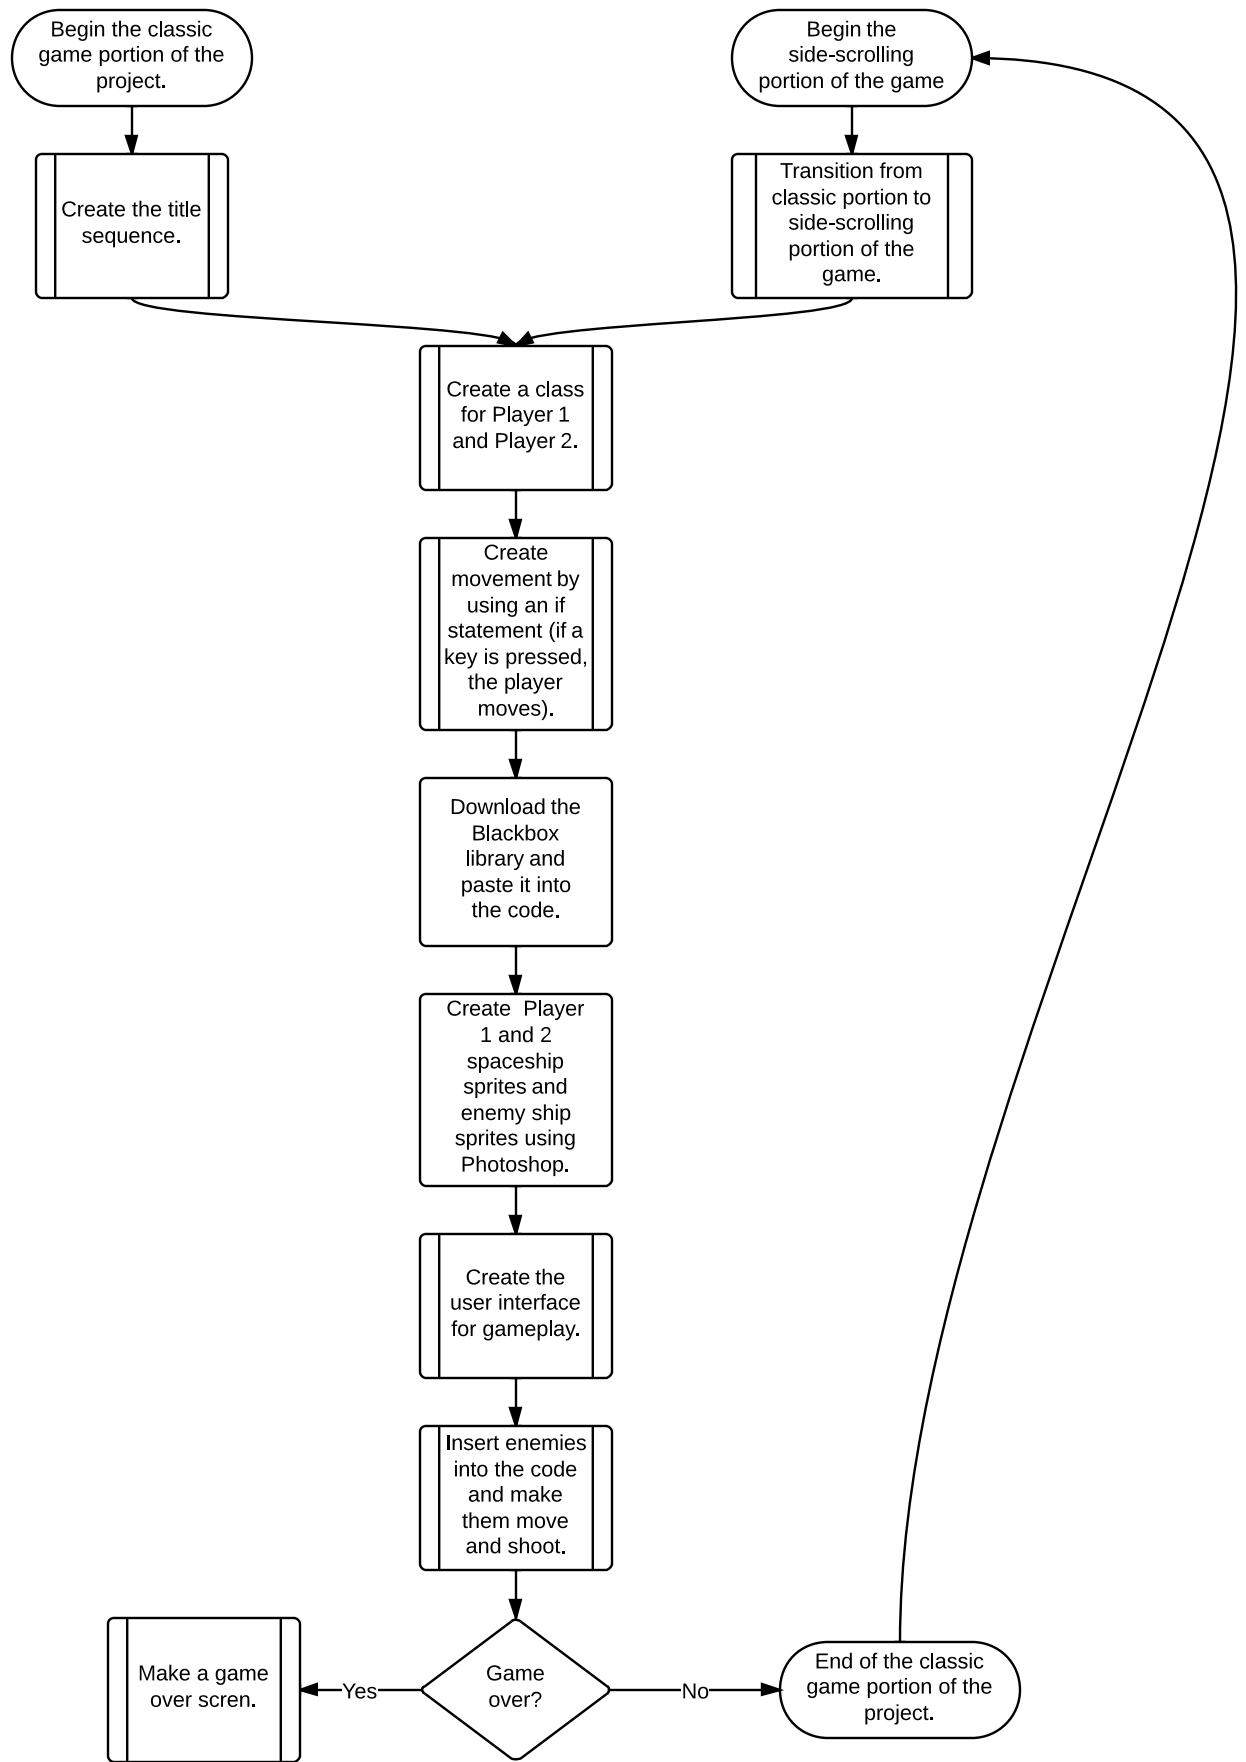 Begin the classic
game portion of the
project.
Begin the
side-scrolling
portion of the game
Create the title
sequence.
Transition from
classic portion to
side-scrolling
portion of the
game.
Create a class
for Player 1
and Player 2.
Create
movement by
using an if
statement (if a
key is pressed,
the player
moves).
Download the
Blackbox
library and
paste it into
the code.
Create Player
1 and 2
spaceship
sprites and
enemy ship
sprites using
Photoshop.
Create the
user interface
for gameplay.
Insert enemies
into the code
and make
them move
and shoot.
Make a game
over scren.
Yes
Game
over?
No
End of the classic
game portion of the
project.